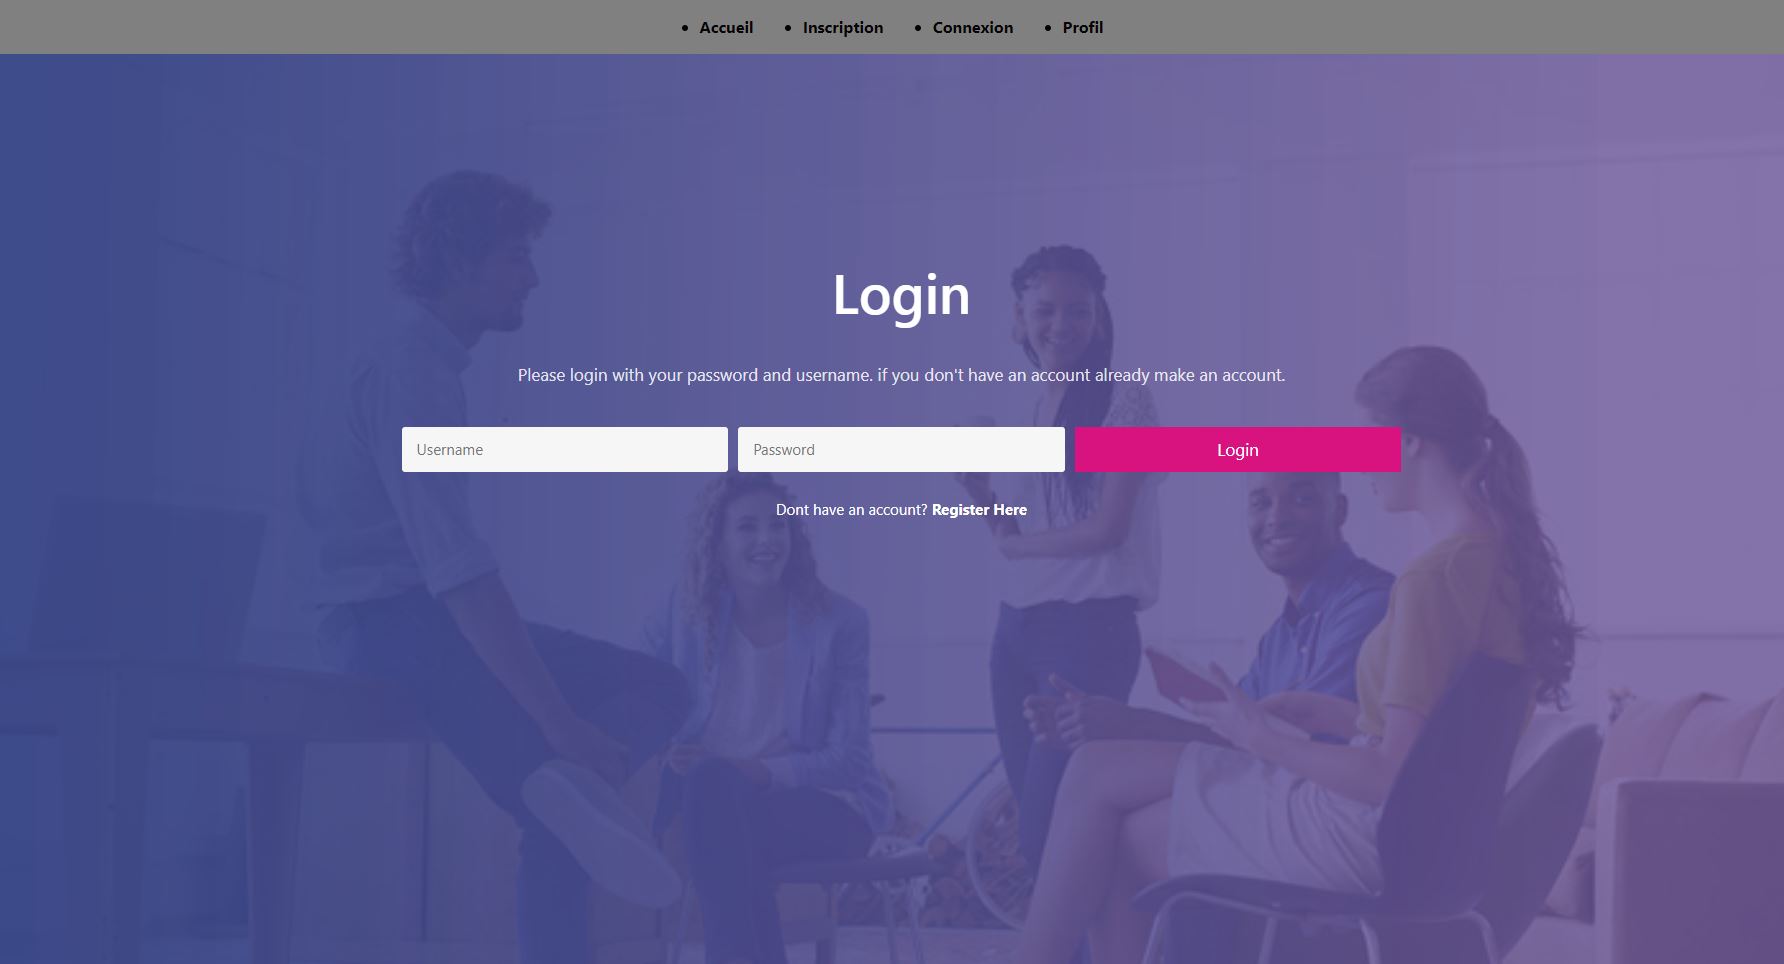 Accueil Inscription Connexion Profil
Login
Please login with your password and username. if you don't have an account already make an account.
Username Password Login
Dont have an account? Register Here